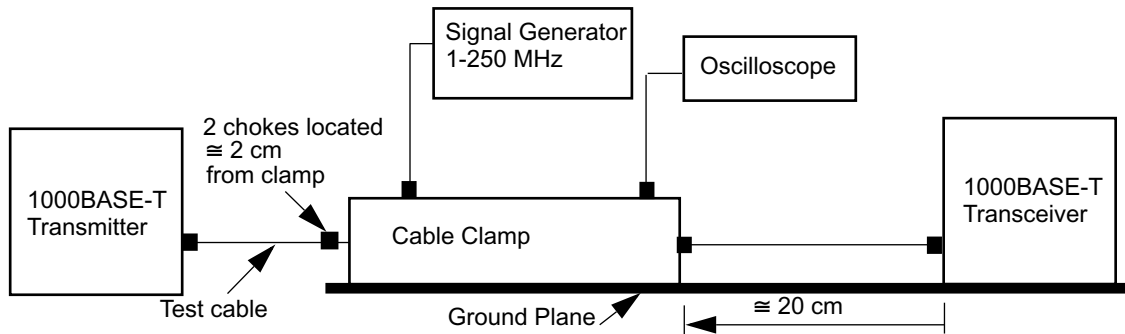 Signal Generator
1-250 MHz
Oscilloscope
2 chokes located
≅ 2 cm
from clamp
1000BASE-T
Transmitter
1000BASE-T
Transceiver
Cable Clamp
Test cable
Ground Plane
≅ 20 cm